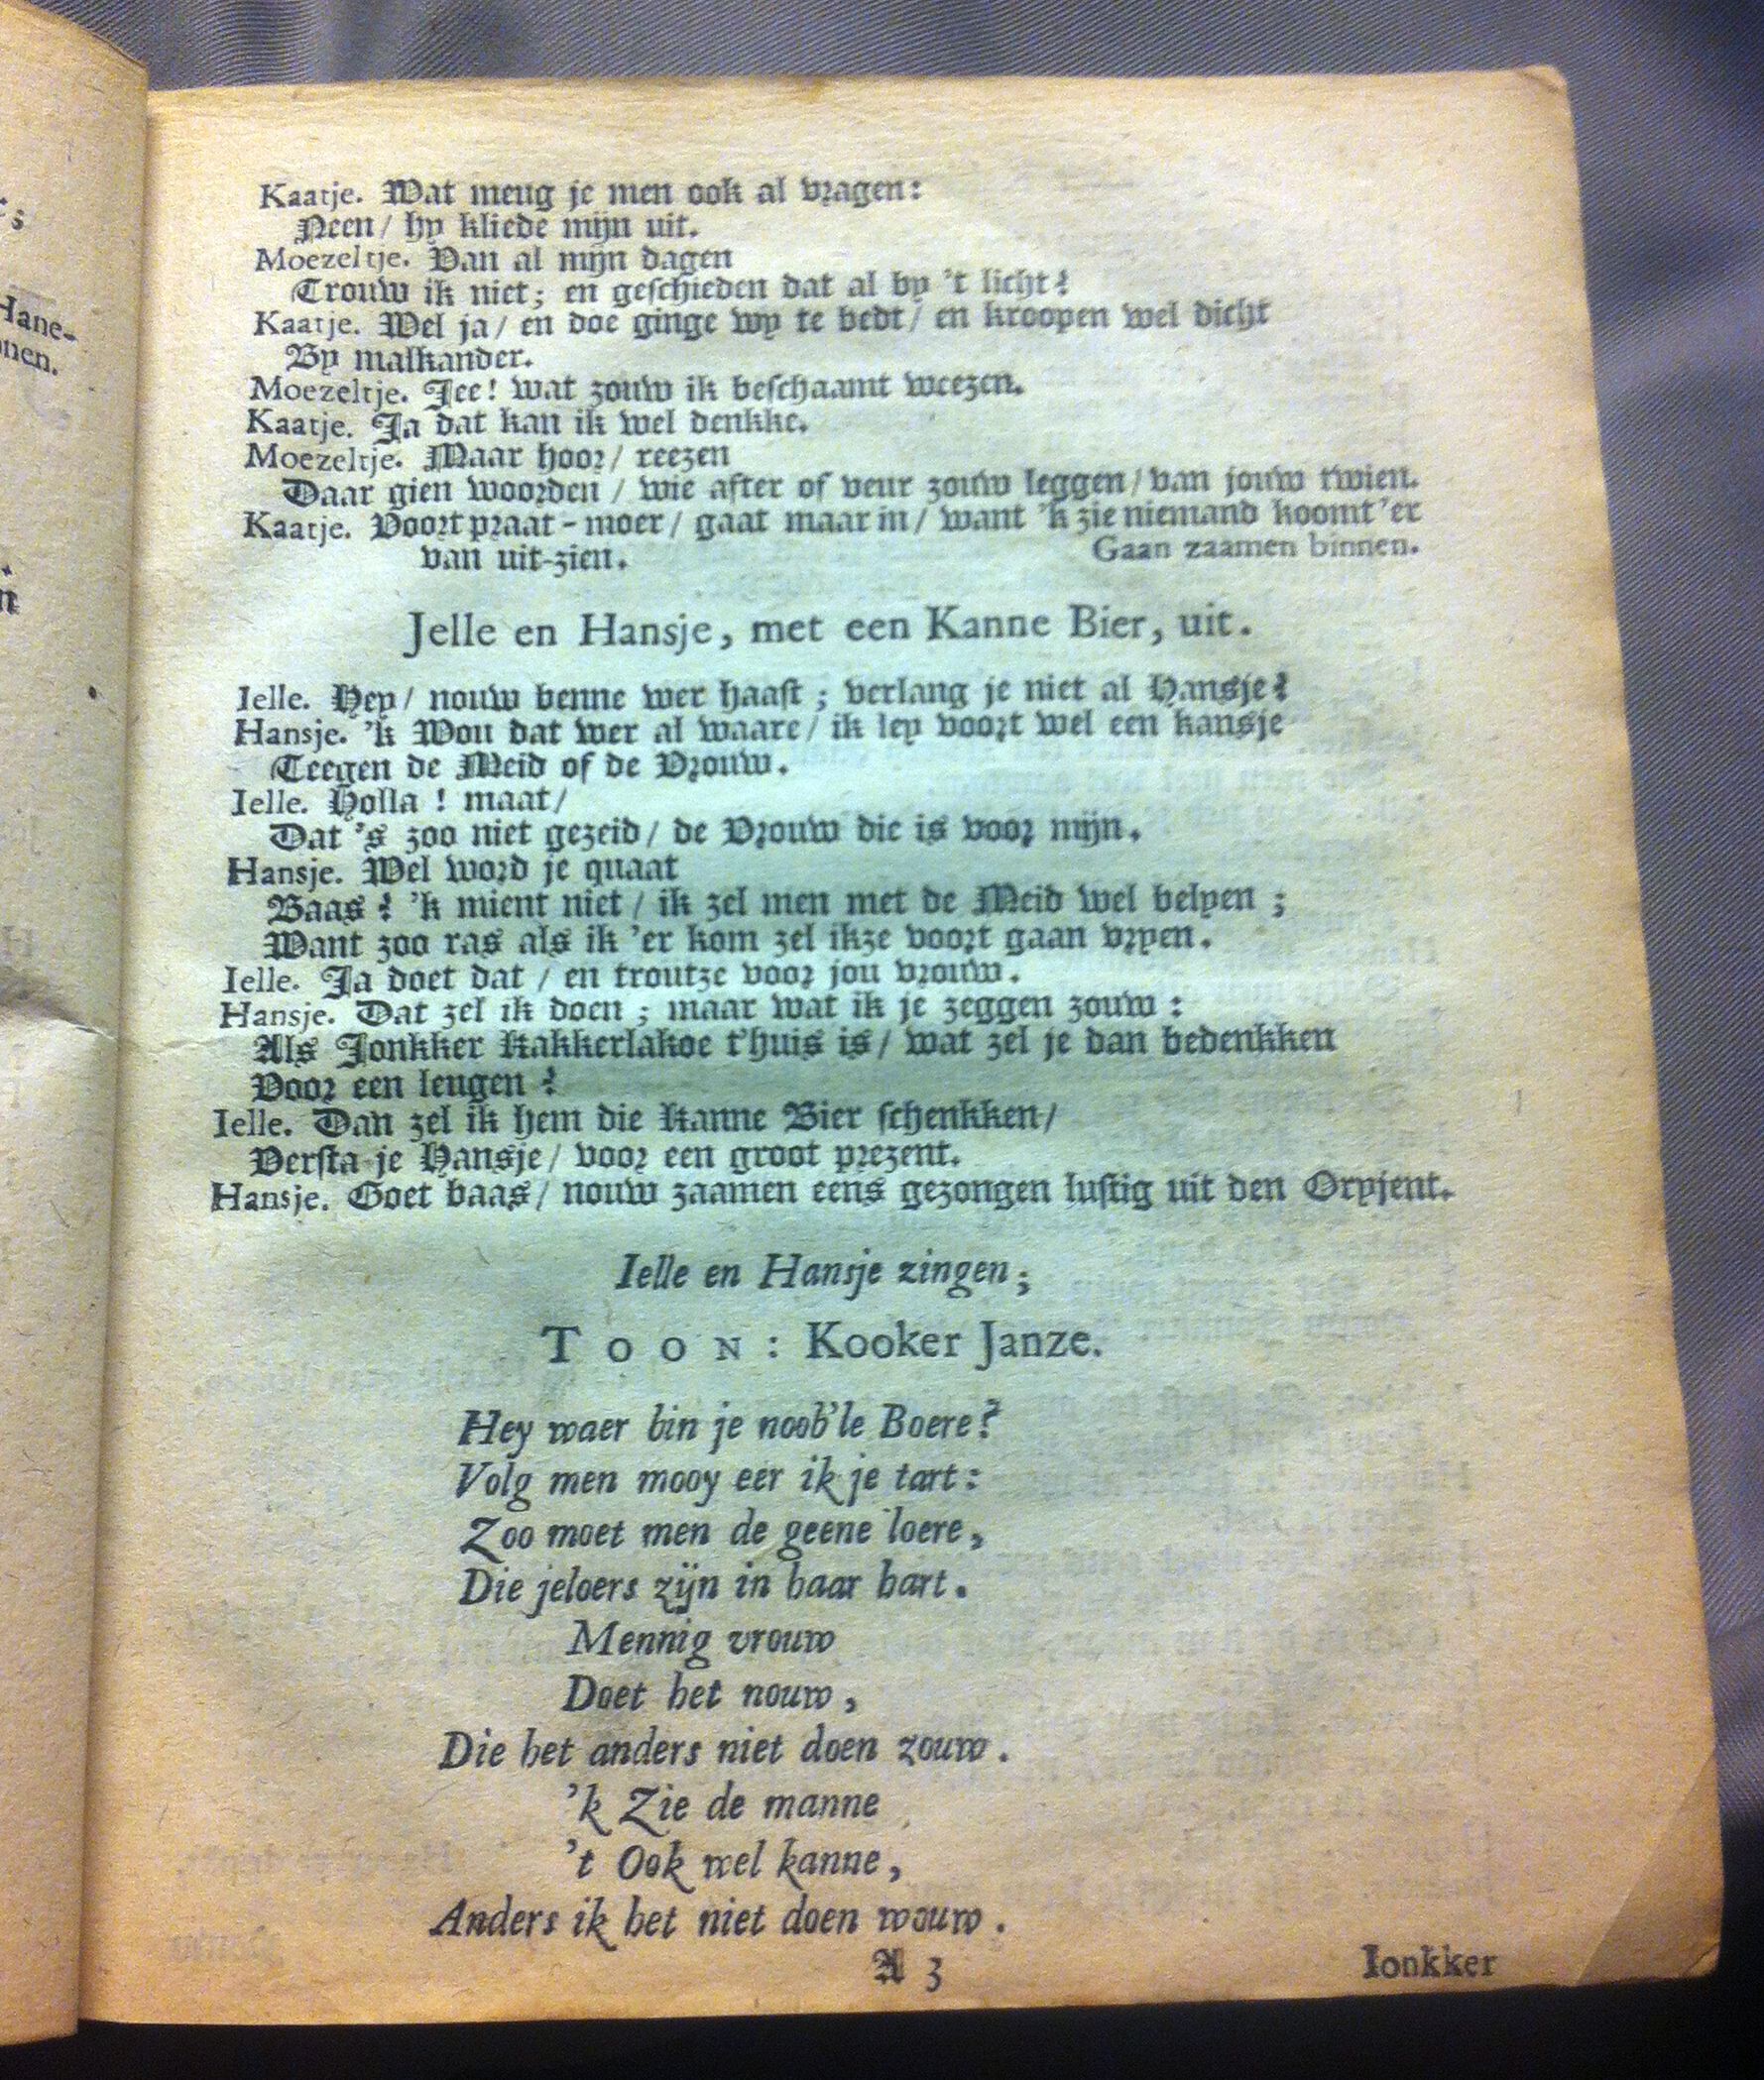 Kaatje. Wat meug je men ook al vragen:
Neen/ hy kliede mijn uit.
Moezeltje. Van al mijn dagen
Trouw ik niet; en geschieden dat al by 't licht?
Kaatje. Wel ja/ en doe ginge wy te bedt/ en kroopen wel dicht
By malkander.
Moezeltje. Jee! wat zouw ik beschaamt weezen.
Kaatje. Ja dat kan ik wel denkke.
Moezeltje. Maar hoor/ reezen
Daar gien woorden / wie after of veur zouw leggen/ van jouw twien.
Kaatje. Voort praat-moer/ gaat maar in/ want 'k zie niemand koomt 'er
van uit-zien.
Gaan zaamen binnen.
Jelle en Hansje, met een Kanne Bier, uit.
Ielle. Hey/ nouw benne wer haast; verlang je niet al Hansje?
Hansje. 'k Wou dat wer al waare/ ik ley voort wel een kansje
Teegen de Meid of de Vrouw.
Ielle. Holla! maat/
Dat 's zoo niet gezeid/ de Vrouw die is voor mijn.
Hansje. Wel word je quaat
Baas? 'k mient niet/ ik zel men met de Meid wel belpen;
Want zoo ras als ik 'er kom zel ikze voort gaan vryen.
Ielle. Ja doet dat / en troutze voor jou vrouw.
Hansje. Dat zel ik doen; maar wat ik je zeggen zouw:
Als Jonkker Kakkerlakoe t'huis is/ wat zel je dan bedenkken
Voor een leugen?
Ielle. Dan zel ik hem die Kanne Bier schenkken/
Versta-je Hansje/ voor een groot prezent.
Hansje. Goet baas/ nouw zaamen eens gezongen lustig uit den Oryjent.
Ielle en Hansje zingen;
TOON: Kooker Janze.
Hey waer bin je noob'le Boere?
Volg men mooy eer ik je tart:
Zoo moet men de geene loere,
Die jeloers zijn in haar hart.
Mennig vrouw
Doet het nouw,
Die het anders niet doen zouw.
'k Zie de manne
't Ook wel kanne,
Anders ik het niet doen wouw.
A 3
Ionkker
Hane-
nen.